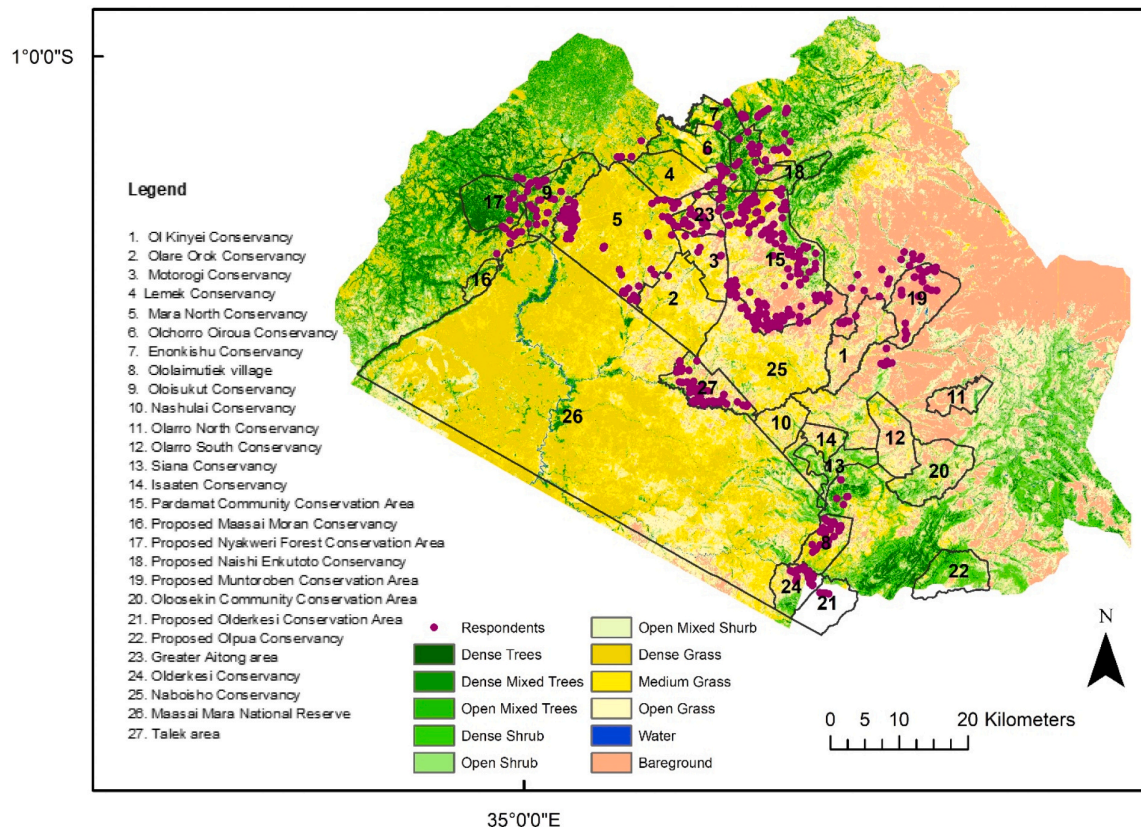 1°0'0"S
Legend
1. Ol Kinyei Conservancy
2. Olare Orok Conservancy
3. Motorogi Conservancy
4 Lemek Conservancy
5. Mara North Conservancy
6. Olchorro Oiroua Conservancy
7. Enonkishu Conservancy
8. Ololaimutiek village
9. Oloisukut Conservancy
10. Nashulai Conservancy
11. Olarro North Conservancy
12. Olarro South Conservancy
13. Siana Conservancy
14. Isaaten Conservancy
15. Pardamat Community Conservation Area
16. Proposed Maasai Moran Conservancy
17. Proposed Nyakweri Forest Conservation Area
18. Proposed Naishi Enkutoto Conservancy
19. Proposed Muntoroben Conservation Area
20. Oloosekin Community Conservation Area
21. Proposed Olderkesi Conservation Area
22. Proposed Olpua Conservancy
23. Greater Aitong area
24. Olderkesi Conservancy
25. Naboisho Conservancy
26. Maasai Mara National Reserve
27. Talek area
7
6
18
4
17
9
23
5
15
3
16
2
19
1
25
27
11
10
26
14
12
13
20
8
22
24
21
Respondents
Dense Trees
Dense Mixed Trees
Open Mixed Trees
Dense Shrub
Open Shrub
Open Mixed Shurb
Dense Grass
Medium Grass
Open Grass
Water
Bareground
N
0 5 10 20 Kilometers
35°0'0"E